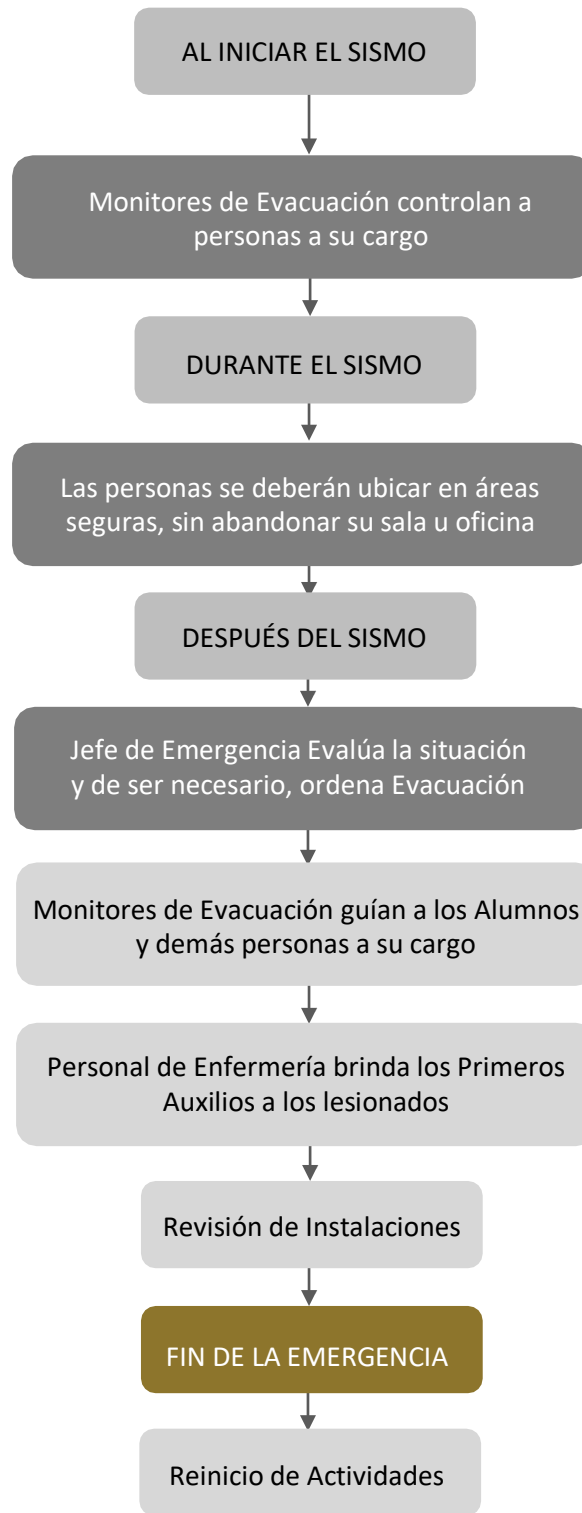 AL INICIAR EL SISMO
Monitores de Evacuación controlan a
personas a su cargo
DURANTE EL SISMO
Las personas se deberán ubicar en áreas
seguras, sin abandonar su sala u oficina
DESPUÉS DEL SISMO
Jefe de Emergencia Evalúa la situación
y de ser necesario, ordena Evacuación
Monitores de Evacuación guían a los Alumnos
y demás personas a su cargo
Personal de Enfermería brinda los Primeros
Auxilios a los lesionados
Revisión de Instalaciones
FIN DE LA EMERGENCIA
Reinicio de Actividades